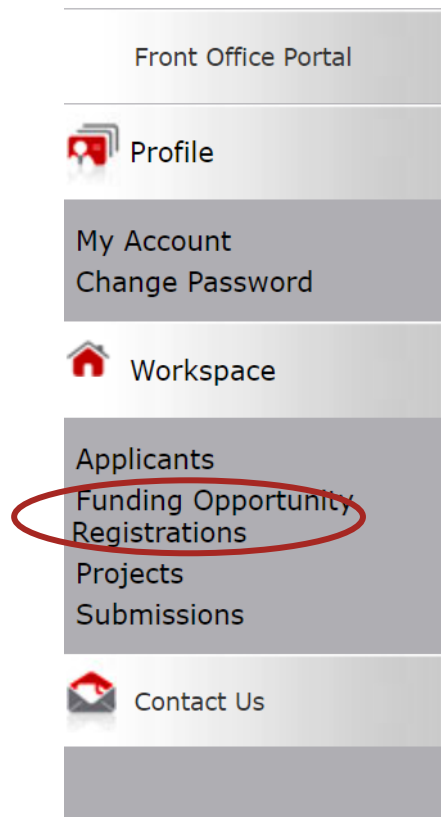 Front Office Portal
Profile
My Account
Change Password
Workspace
Applicants
Funding Opportunity
Registrations
Projects
Submissions
Contact Us